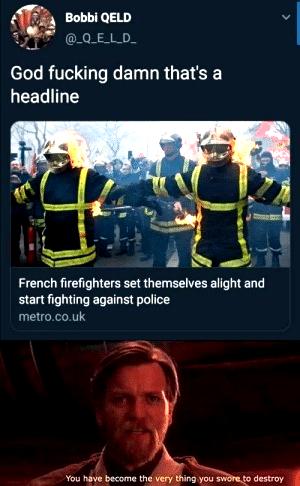 Bobbi QELD
@_Q_E_L_D_
God fucking damn that's a
headline
French firefighters set themselves alight and
start fighting against police
metro.co.uk
You have become the very thing you swore to destroy